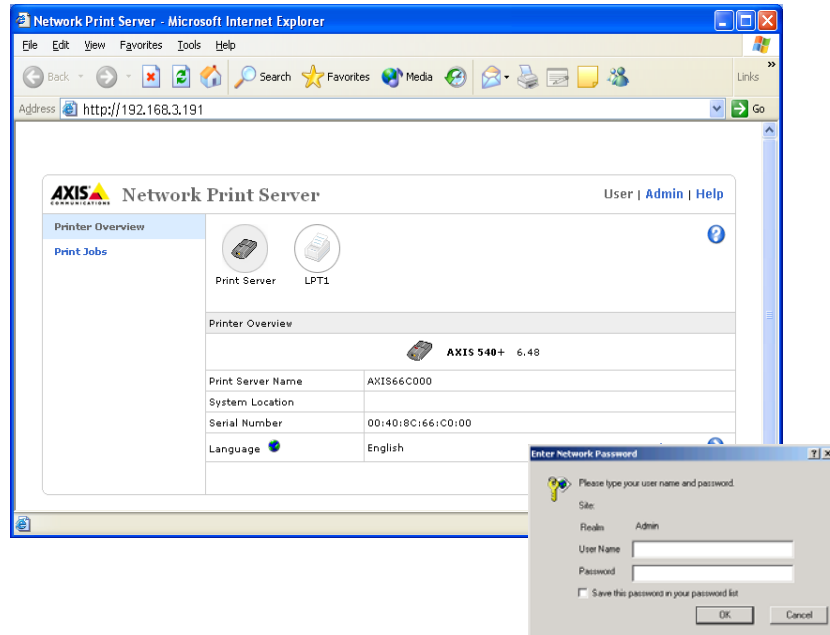 Network Print Server - Microsoft Internet Explorer
File Edit View Favorites Tools Help
Back Search Favorites Media Links
Address http://192.168.3.191 Go
AXIS COMMUNICATIONS Network Print Server User | Admin | Help
Printer Overview
Print Jobs
Print Server LPT1
Printer Overview
AXIS 540+ 6.48
Print Server Name AXIS66C000
System Location
Serial Number 00:40:8C:66:C0:00
Language English
Enter Network Password
Please type your user name and password.
Site:
Realm Admin
User Name
Password
Save this password in your password list
OK Cancel